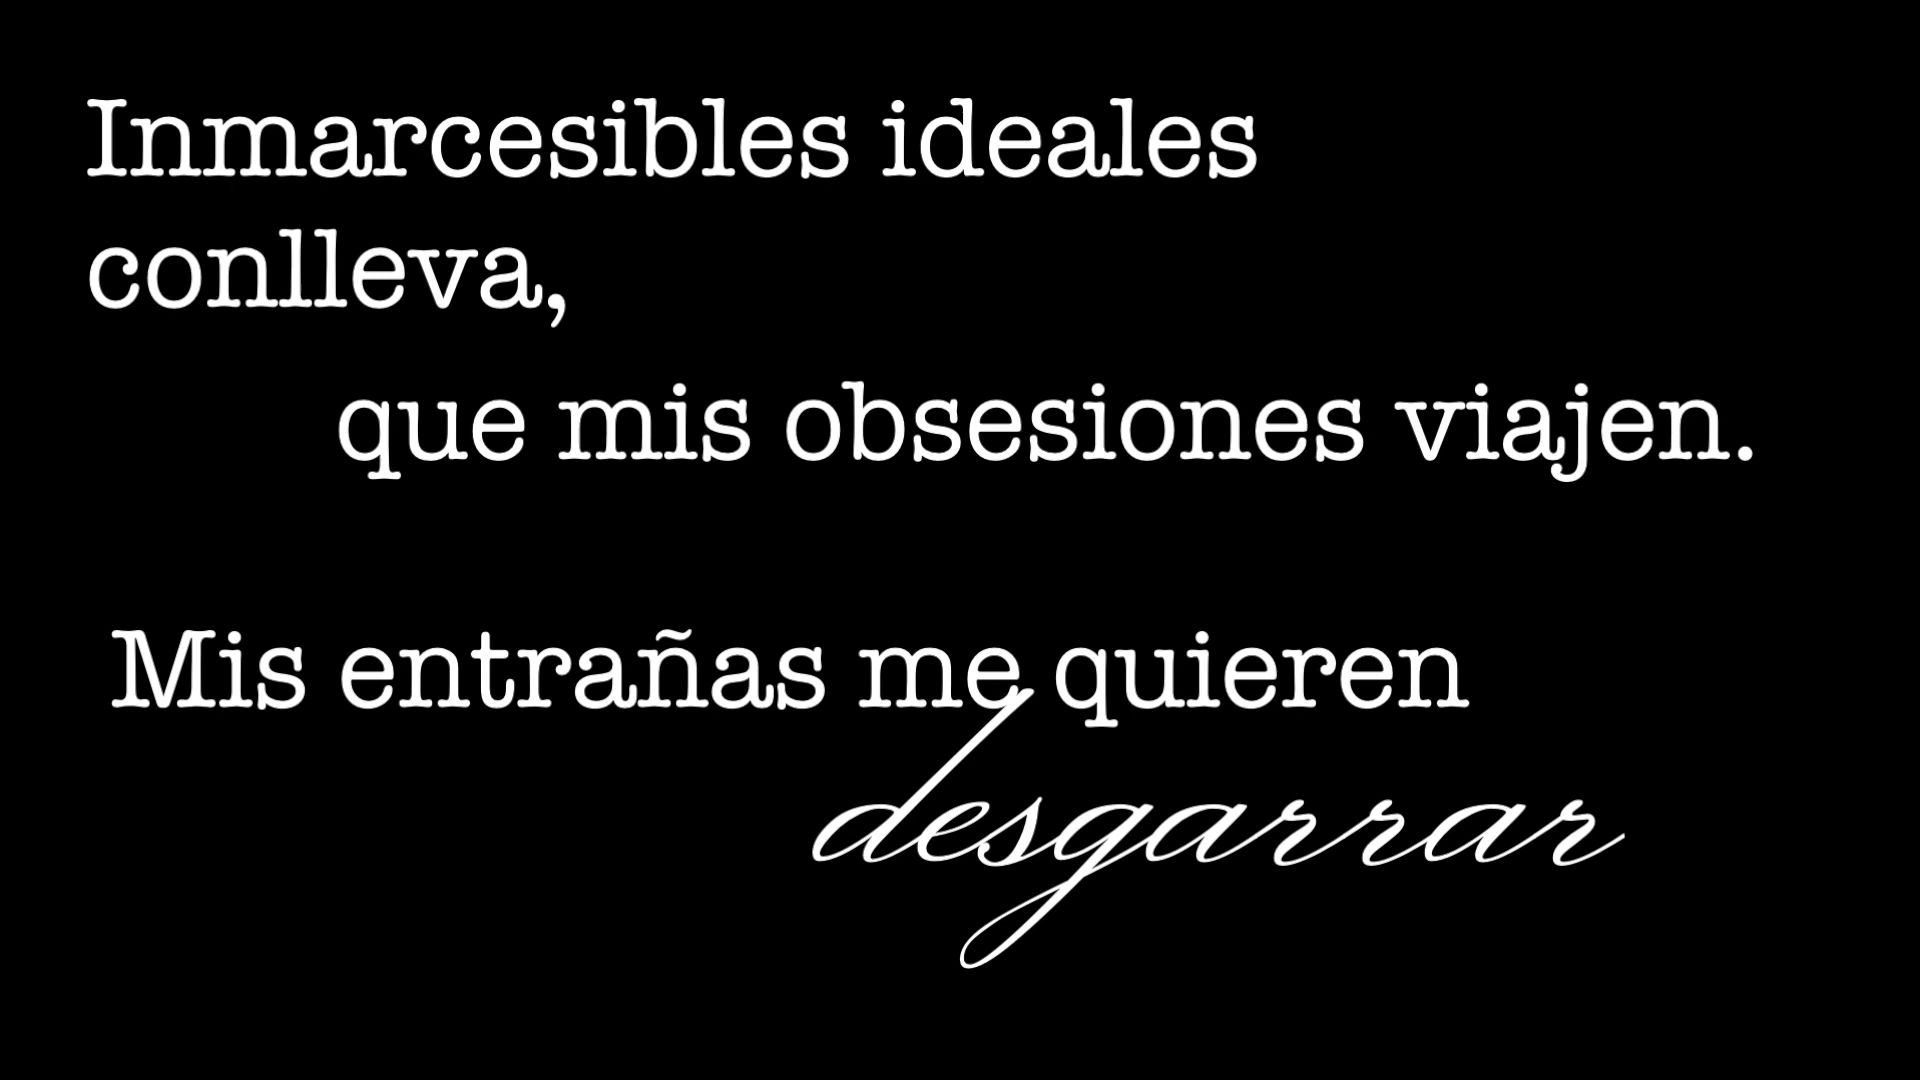 Inmarcesibles ideales
conlleva,
que mis obsesiones viajen.
Mis entrañas me quieren
desgarrar